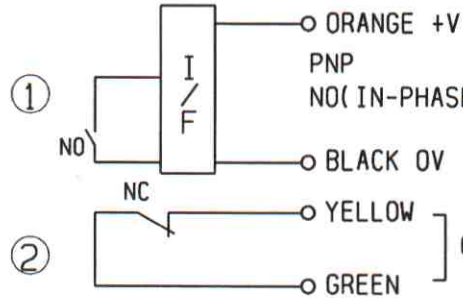 ORANGE +V
I
/
F
PNP
①
NO(IN-PHASE
NO
BLACK 0V
NC
YELLOW
②
GREEN